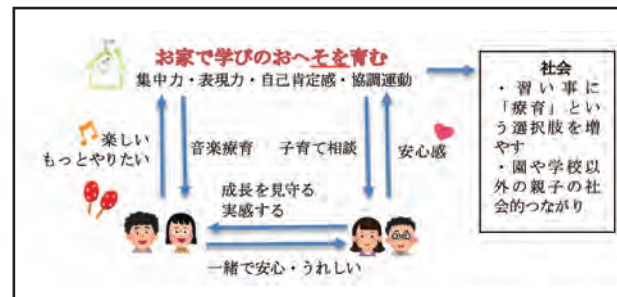 お家で学びのおへそを育む
集中力・表現力・自己肯定感・協調運動
楽しい
もっとやりたい
音楽療育
子育て相談
安心感
成長を見守る
実感する
一緒で安心・うれしい
社会
・習い事に
「療育」とい
う選択肢を増
やす
・園や学校以
外の親子の社
会的つながり